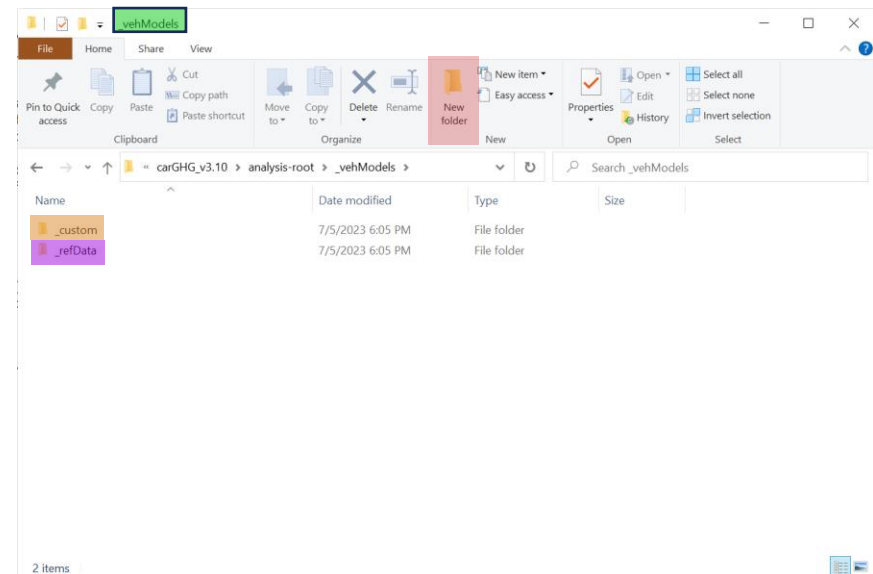 _vehModels
File Home Share View
Pin to Quick access
Copy
Paste
Cut
Copy path
Paste shortcut
Move to
Copy to
Delete
Rename
New folder
New item
Easy access
Properties
Open
Edit
History
Select all
Select none
Invert selection
Clipboard Organize New Open Select
« carGHG_v3.10 > analysis-root > _vehModels >
Search _vehModels
Name Date modified Type Size
_custom 7/5/2023 6:05 PM File folder
_refData 7/5/2023 6:05 PM File folder
2 items